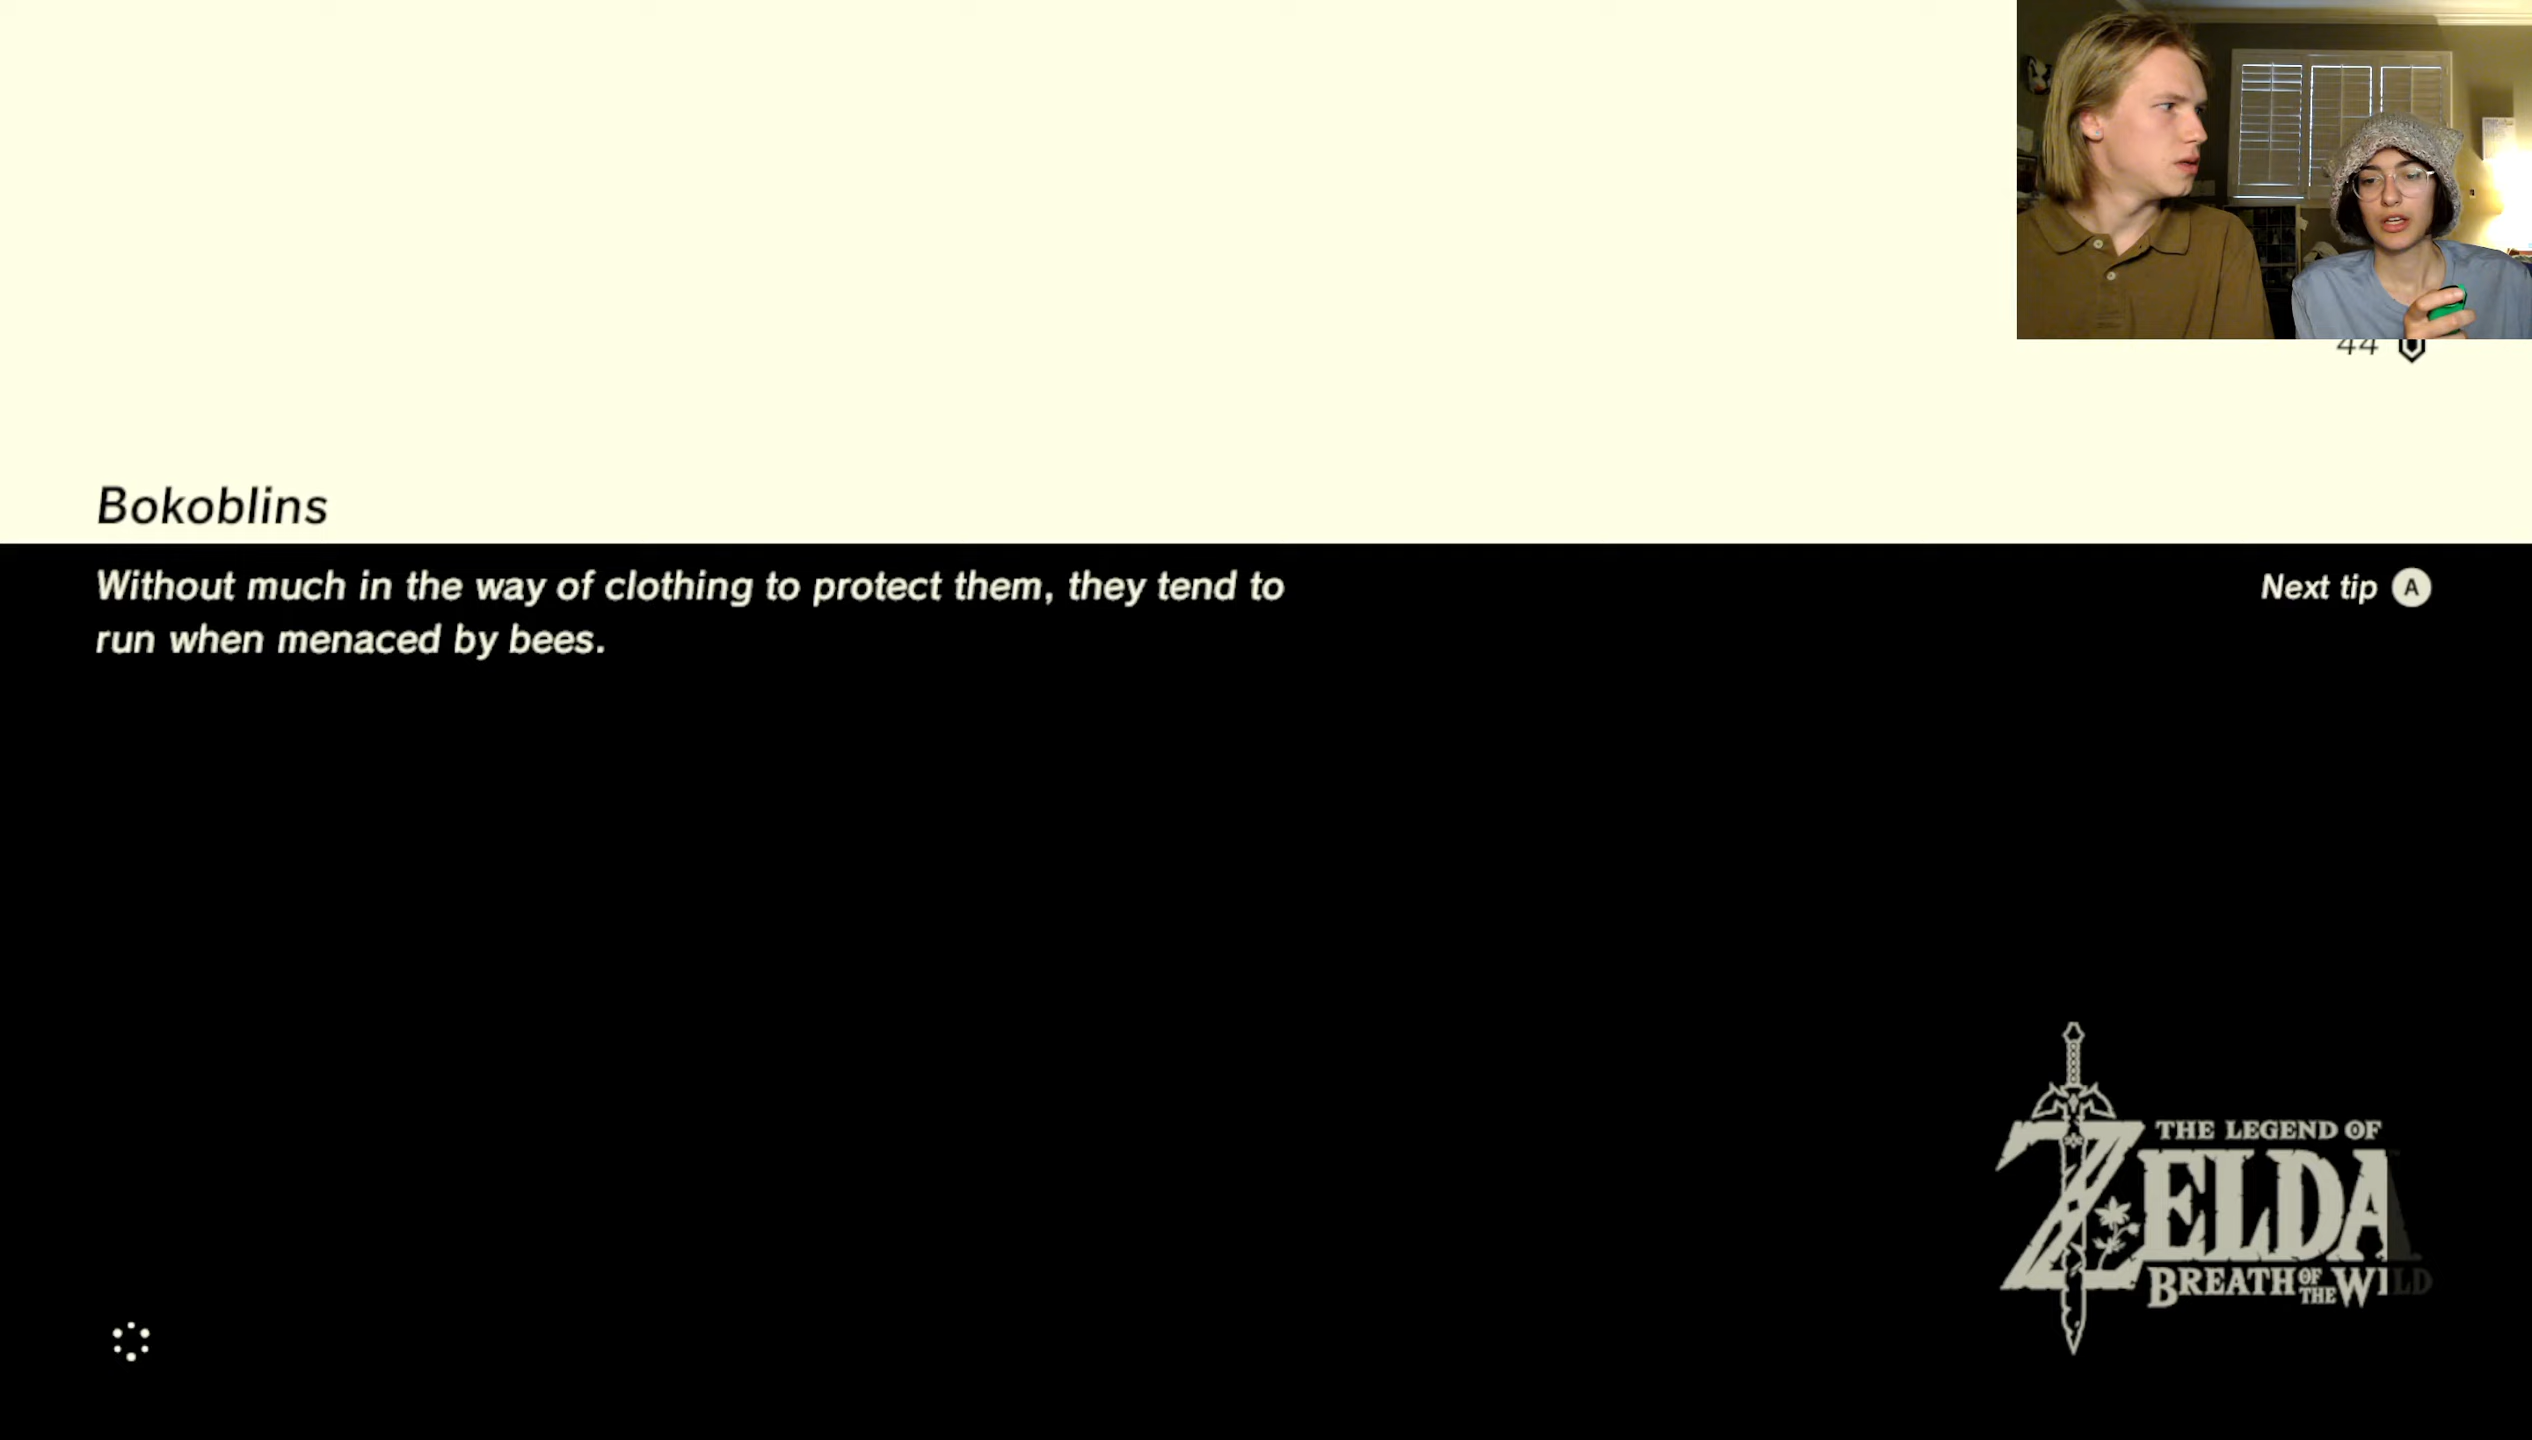 44
Bokoblins
Without much in the way of clothing to protect them, they tend to
run when menaced by bees.
Next tip A
THE LEGEND OF
ZELDA
BREATH OF THE WILD